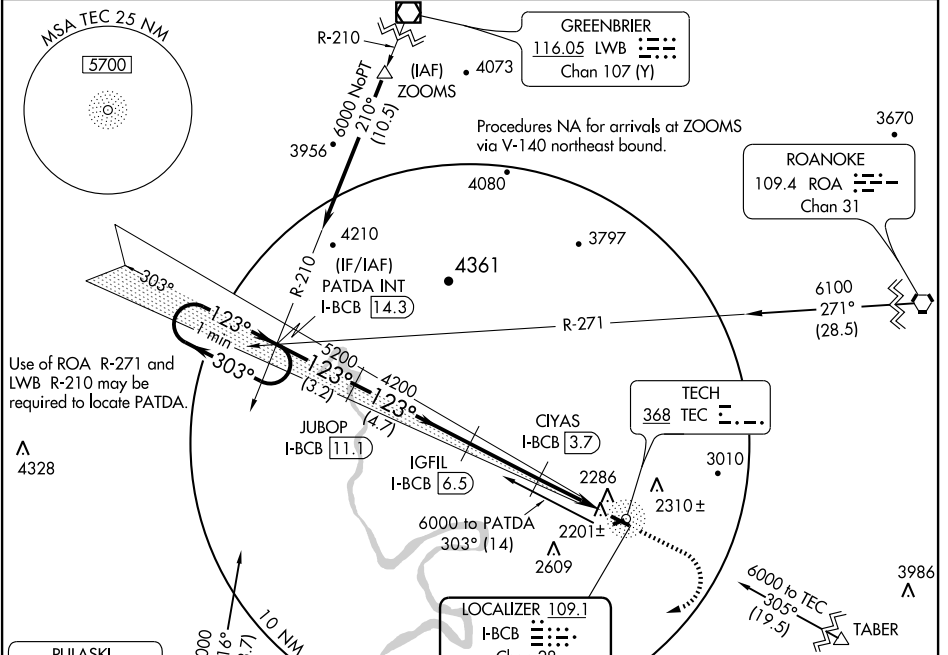 MSA TEC 25 NM
5700
R-210
GREENBRIER
116.05 LWB
Chan 107 (Y)
(IAF)
ZOOMS
4073
6000 NoPT
210°
(10.5)
3956
Procedures NA for arrivals at ZOOMS
via V-140 northeast bound.
3670
ROANOKE
109.4 ROA
Chan 31
4080
4210
3797
R-210
(IF/IAF)
PATDA INT
I-BCB 14.3
4361
6100
271°
(28.5)
R-271
303°
123°
1 min
303°
Use of ROA R-271 and
LWB R-210 may be
required to locate PATDA.
5200
123°
(3.2)
4200
123°
(4.7)
JUBOP
I-BCB 11.1
CIYAS
I-BCB 3.7
TECH
368 TEC
4328
IGFIL
I-BCB 6.5
3010
2286
2310±
6000 to PATDA
303° (14)
2201±
2609
6000 to TEC
305°
(19.5)
3986
TABER
LOCALIZER 109.1
I-BCB
10 NM
PULASKI